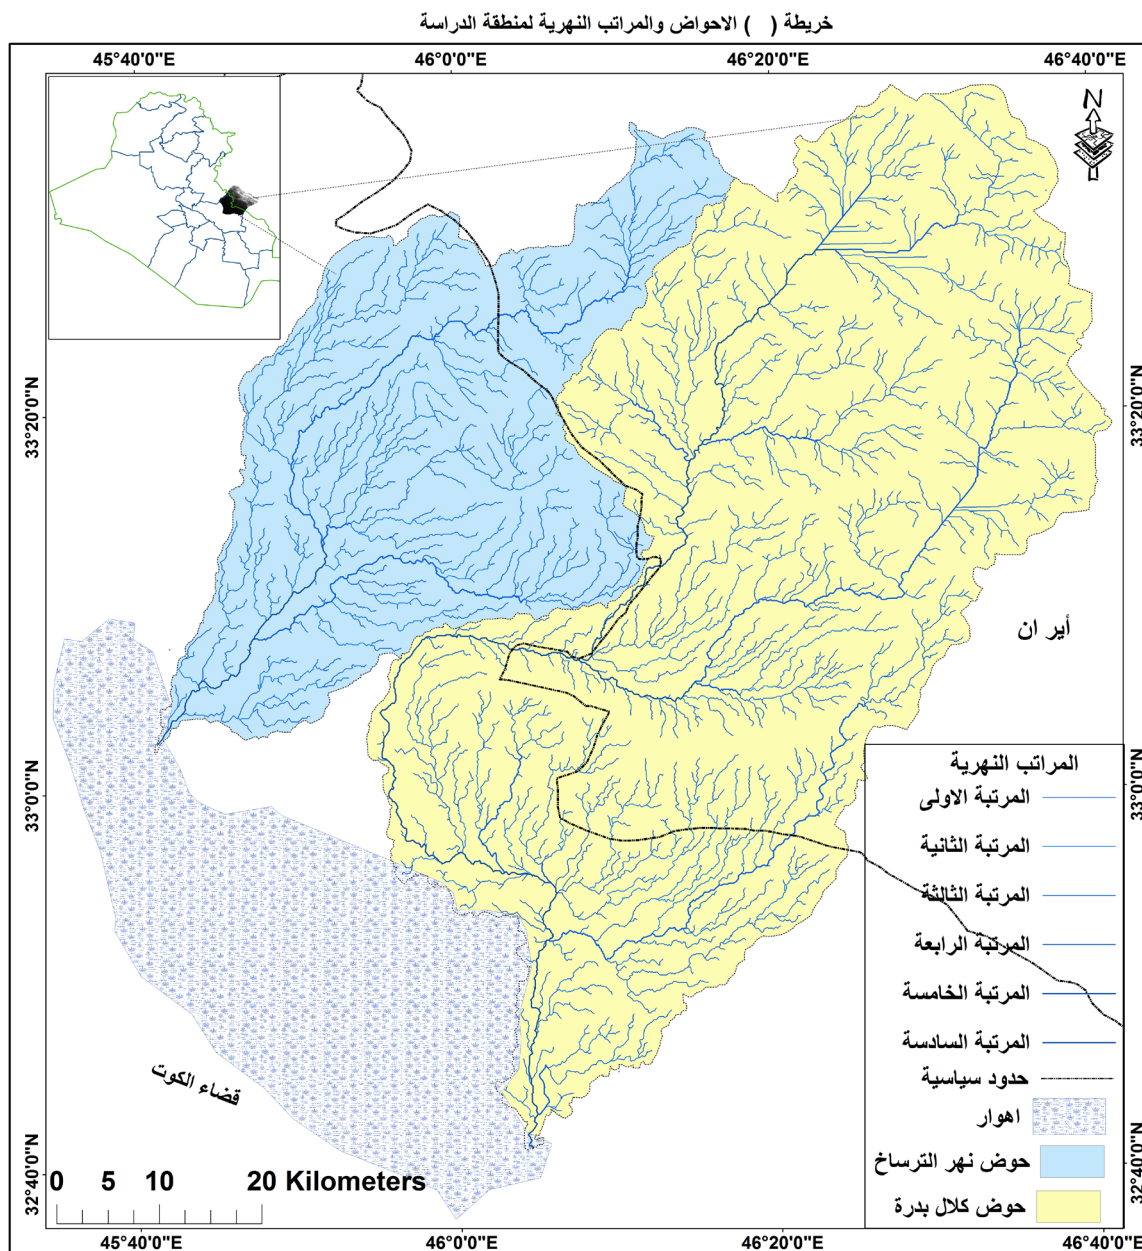 خريطة (   ) الاحواض والمراتب النهرية لمنطقة الدراسة
45°40'0"E 46°0'0"E 46°20'0"E 46°40'0"E
N
33°20'0"N
33°20'0"N
أير ان
33°0'0"N
33°0'0"N
المراتب النهرية
المرتبة الاولى
المرتبة الثانية
المرتبة الثالثة
المرتبة الرابعة
المرتبة الخامسة
المرتبة السادسة
حدود سياسية
اهوار
حوض نهر الترساخ
حوض كلال بدرة
قضاء الكوت
32°40'0"N
32°40'0"N
0 5 10 20 Kilometers
45°40'0"E 46°0'0"E 46°20'0"E 46°40'0"E